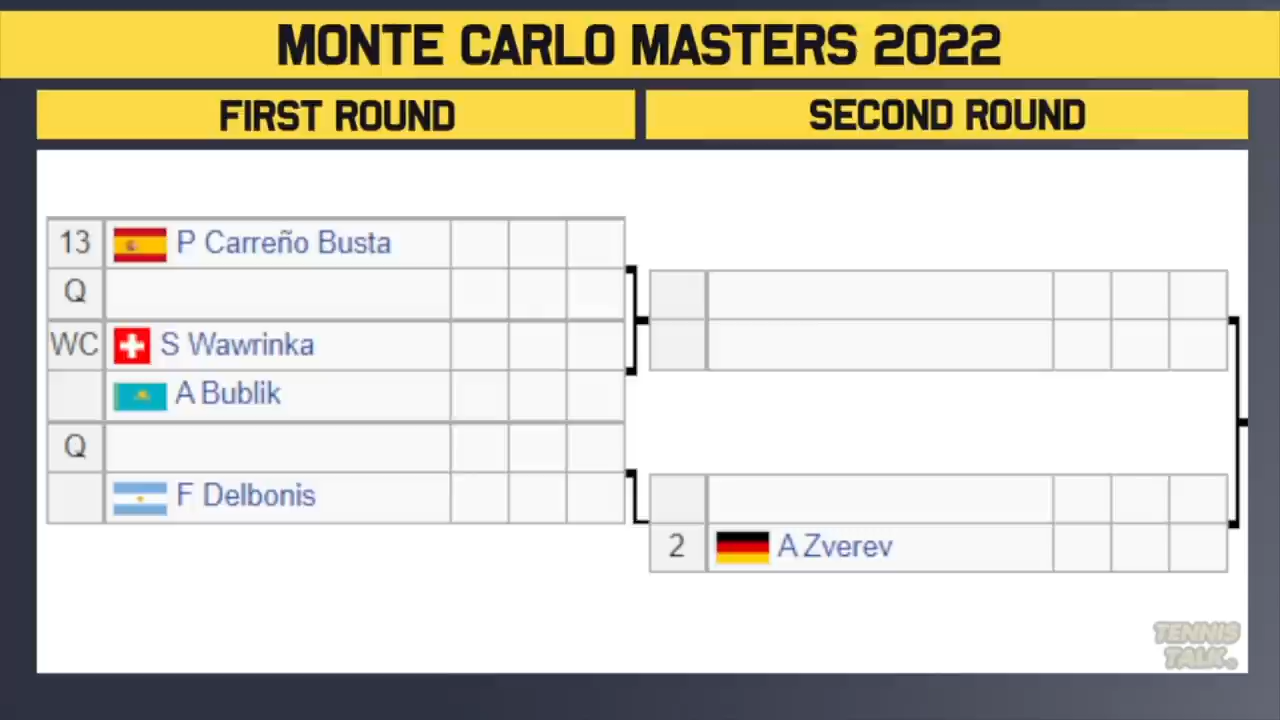 MONTE CARLO MASTERS 2022
FIRST ROUND
SECOND ROUND
13 P Carreño Busta
Q
WC S Wawrinka
A Bublik
Q
F Delbonis
2 A Zverev
TENNIS
TALK